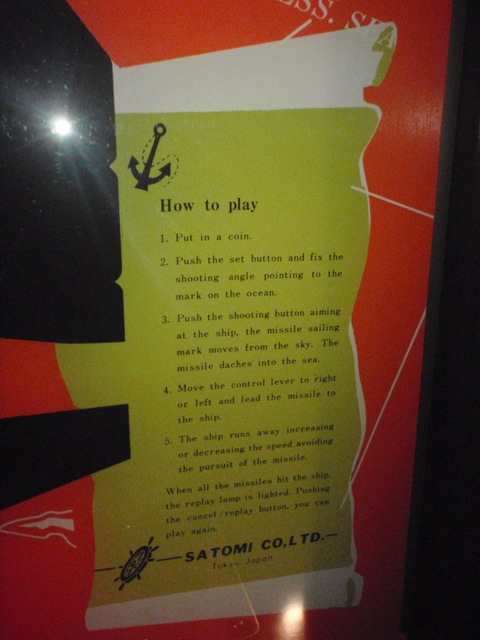 How to play
1. Put in a coin.
2. Push the set button and fix the
shooting angle pointing to the
mark on the ocean.
3. Push the shooting button aiming
at the ship, the missile sailing
mark moves from the sky. The
missile daches into the sea.
4. Move the control lever to right
or left and lead the missile to
the ship.
5. The ship runs away increasing
or decreasing the speed avoiding
the pursuit of the missile.
When all the missiles hit the ship,
the replay lamp is lighted. Pushing
the cancel/replay button, you can
play again.
SATOMI CO,LTD.
Tokyo Japan